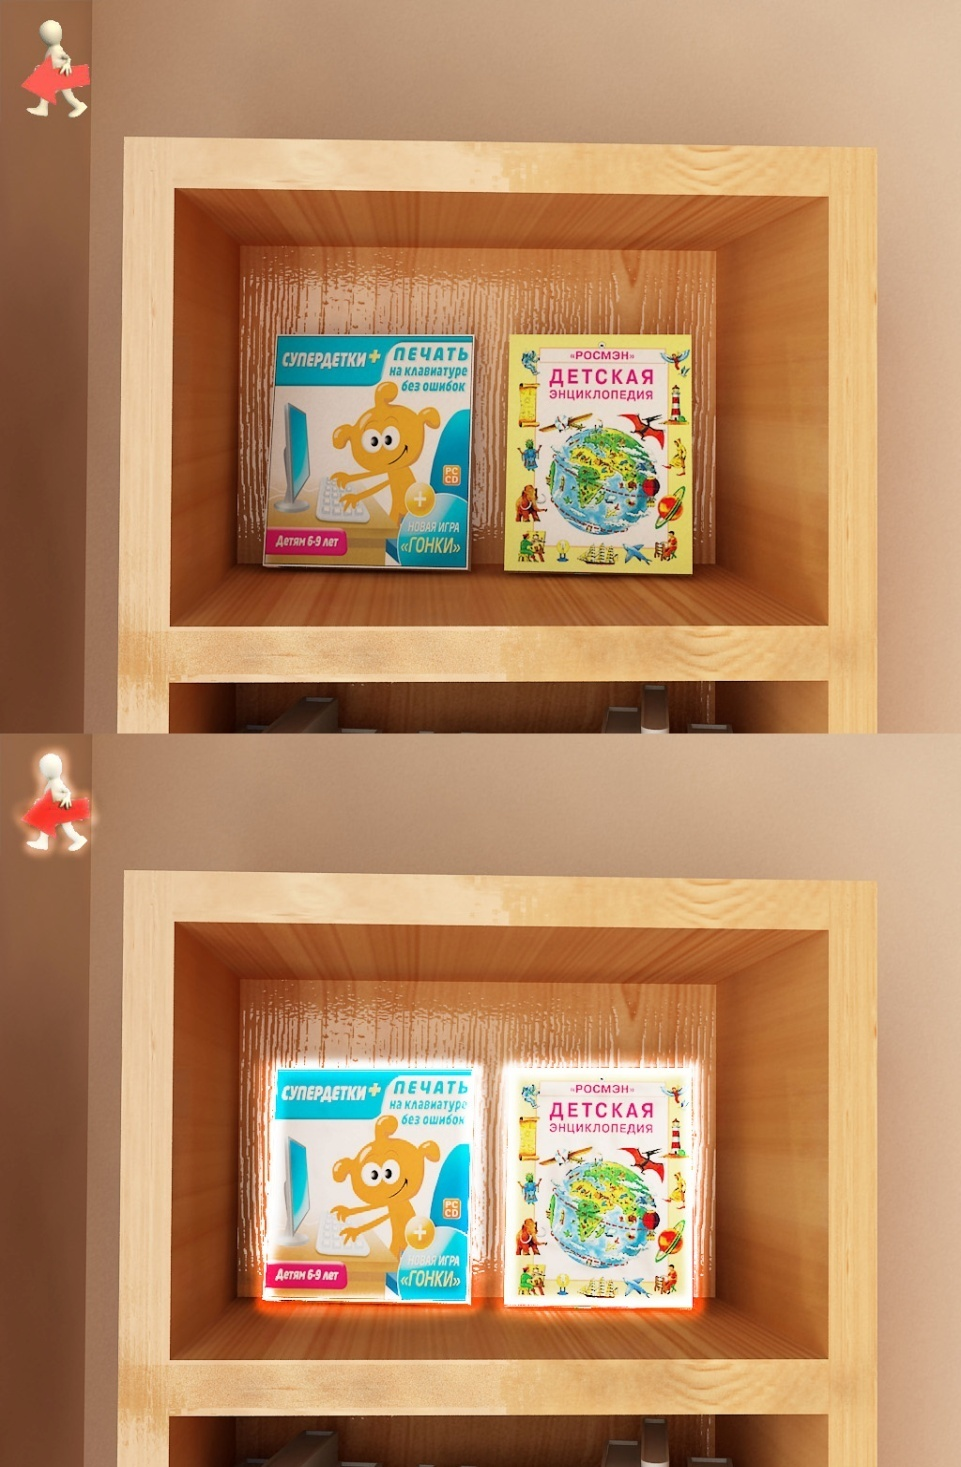 СУПЕРДЕТКИ+
ПЕЧАТЬ
на клавиатуре
без ошибок
PC
CD
НОВАЯ ИГРА
«ГОНКИ»
Детям 6-9 лет
«РОСМЭН»
ДЕТСКАЯ
ЭНЦИКЛОПЕДИЯ
СУПЕРДЕТКИ+
ПЕЧАТЬ
на клавиатуре
без ошибок
PC
CD
НОВАЯ ИГРА
«ГОНКИ»
Детям 6-9 лет
«РОСМЭН»
ДЕТСКАЯ
ЭНЦИКЛОПЕДИЯ